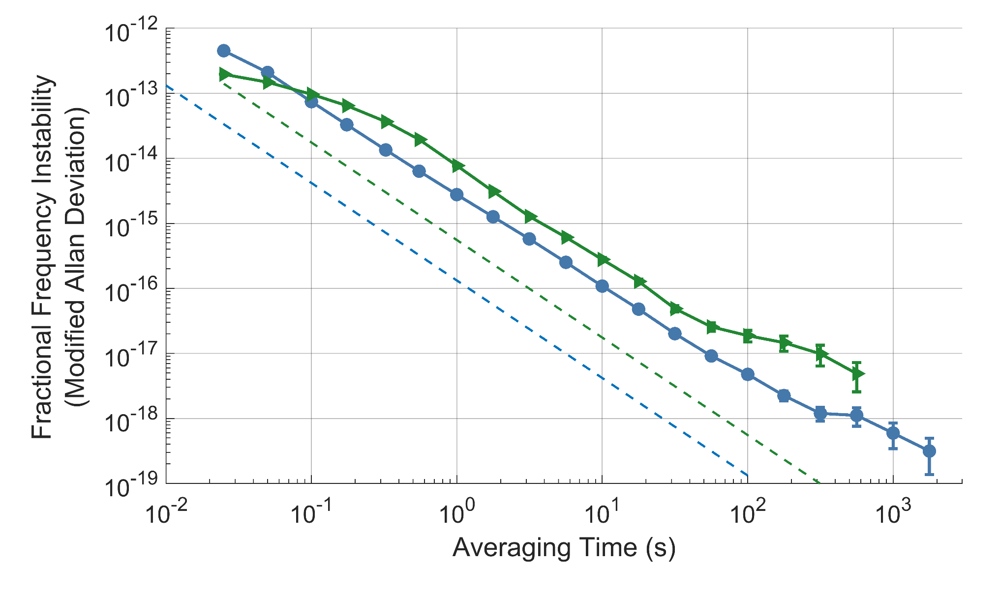 Fractional Frequency Instability
(Modified Allan Deviation)
10^-12
10^-13
10^-14
10^-15
10^-16
10^-17
10^-18
10^-19
10^-2 10^-1 10^0 10^1 10^2 10^3
Averaging Time (s)